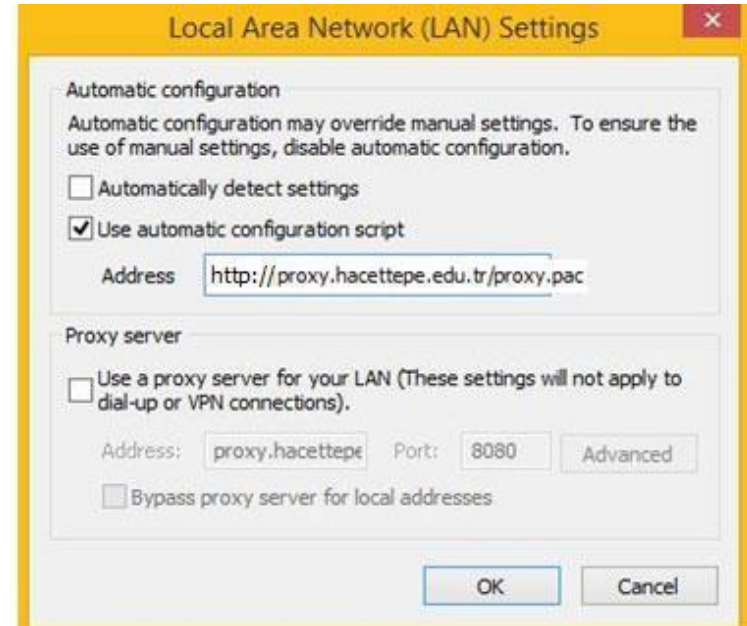 Local Area Network (LAN) Settings
Automatic configuration
Automatic configuration may override manual settings. To ensure the
use of manual settings, disable automatic configuration.
Automatically detect settings
Use automatic configuration script
Address http://proxy.hacettepe.edu.tr/proxy.pac
Proxy server
Use a proxy server for your LAN (These settings will not apply to
dial-up or VPN connections).
Address: proxy.hacettepe Port: 8080 Advanced
Bypass proxy server for local addresses
OK Cancel